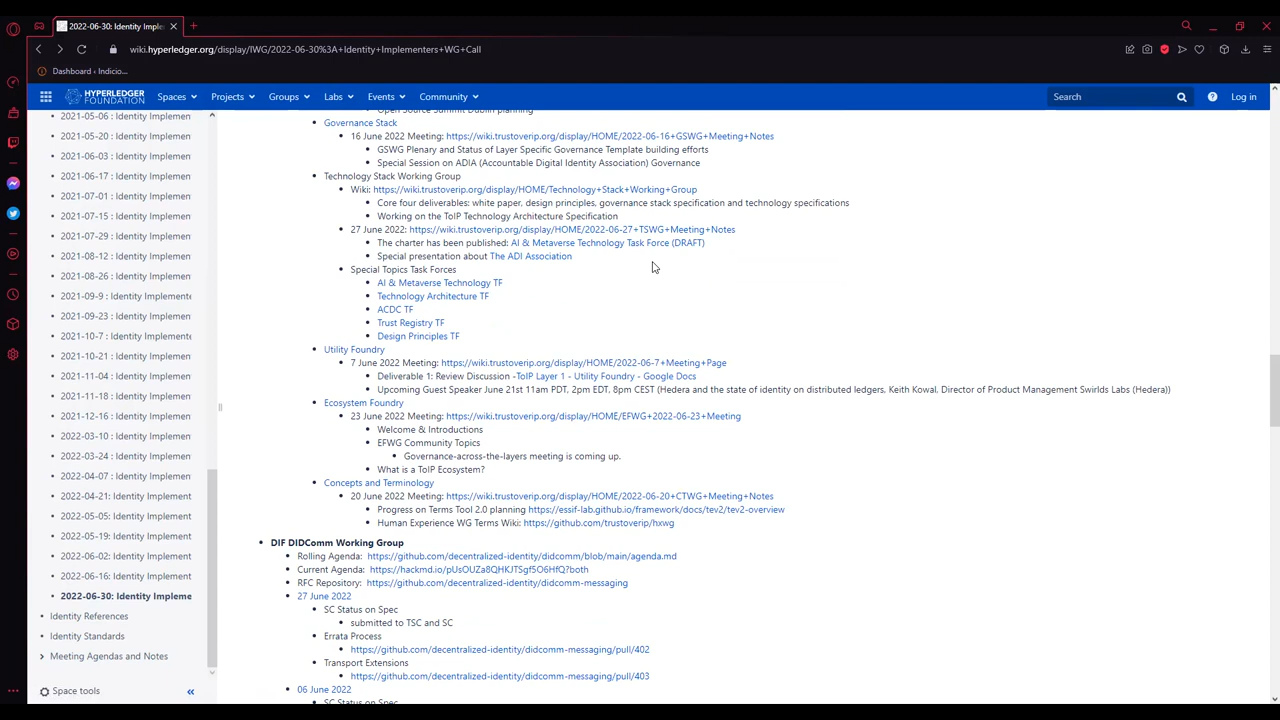 2022-06-30: Identity Imple
wiki.hyperledger.org/display/IWG/2022-06-30%3A+Identity+Implementers+WG+Call
Dashboard ‹ Indicio...
HYPERLEDGER FOUNDATION Spaces Projects Groups Labs Events Community Search Log in
2021-05-06 : Identity Implemen
2021-05-20 : Identity Implemen
2021-06-03 : Identity Implemen
2021-06-17 : Identity Implemen
2021-07-01 : Identity Implemen
2021-07-15 : Identity Implemen
2021-07-29 : Identity Implemen
2021-08-12 : Identity Implemen
2021-08-26 : Identity Implemen
2021-09-9 : Identity Implemente
2021-09-23 : Identity Implemen
2021-10-7 : Identity Implemente
2021-10-21 : Identity Implemen
2021-11-04 : Identity Implemen
2021-11-18 : Identity Implemen
2021-12-16 : Identity Implemen
2022-03-10 : Identity Implemen
2022-03-24 : Identity Implemen
2022-04-07 : Identity Implemen
2022-04-21: Identity Implement
2022-05-05: Identity Implement
2022-05-19: Identity Implement
2022-06-02: Identity Implement
2022-06-16: Identity Implement
2022-06-30: Identity Impleme
Identity References
Identity Standards
Meeting Agendas and Notes
Space tools
Open Source Summit Dublin planning
Governance Stack
16 June 2022 Meeting: https://wiki.trustoverip.org/display/HOME/2022-06-16+GSWG+Meeting+Notes
GSWG Plenary and Status of Layer Specific Governance Template building efforts
Special Session on ADIA (Accountable Digital Identity Association) Governance
Technology Stack Working Group
Wiki: https://wiki.trustoverip.org/display/HOME/Technology+Stack+Working+Group
Core four deliverables: white paper, design principles, governance stack specification and technology specifications
Working on the ToIP Technology Architecture Specification
27 June 2022: https://wiki.trustoverip.org/display/HOME/2022-06-27+TSWG+Meeting+Notes
The charter has been published: AI & Metaverse Technology Task Force (DRAFT)
Special presentation about The ADI Association
Special Topics Task Forces
AI & Metaverse Technology TF
Technology Architecture TF
ACDC TF
Trust Registry TF
Design Principles TF
Utility Foundry
7 June 2022 Meeting: https://wiki.trustoverip.org/display/HOME/2022-06-7+Meeting+Page
Deliverable 1: Review Discussion -ToIP Layer 1 - Utility Foundry - Google Docs
Upcoming Guest Speaker June 21st 11am PDT, 2pm EDT, 8pm CEST (Hedera and the state of identity on distributed ledgers, Keith Kowal, Director of Product Management Swirlds Labs (Hedera))
Ecosystem Foundry
23 June 2022 Meeting: https://wiki.trustoverip.org/display/HOME/EFWG+2022-06-23+Meeting
Welcome & Introductions
EFWG Community Topics
Governance-across-the-layers meeting is coming up.
What is a ToIP Ecosystem?
Concepts and Terminology
20 June 2022 Meeting: https://wiki.trustoverip.org/display/HOME/2022-06-20+CTWG+Meeting+Notes
Progress on Terms Tool 2.0 planning https://essif-lab.github.io/framework/docs/tev2/tev2-overview
Human Experience WG Terms Wiki: https://github.com/trustoverip/hxwg
DIF DIDComm Working Group
Rolling Agenda: https://github.com/decentralized-identity/didcomm/blob/main/agenda.md
Current Agenda: https://hackmd.io/pUsOUZa8QHKJTSgf5O6HfQ?both
RFC Repository: https://github.com/decentralized-identity/didcomm-messaging
27 June 2022
SC Status on Spec
submitted to TSC and SC
Errata Process
https://github.com/decentralized-identity/didcomm-messaging/pull/402
Transport Extensions
https://github.com/decentralized-identity/didcomm-messaging/pull/403
06 June 2022
SC Status on Spec